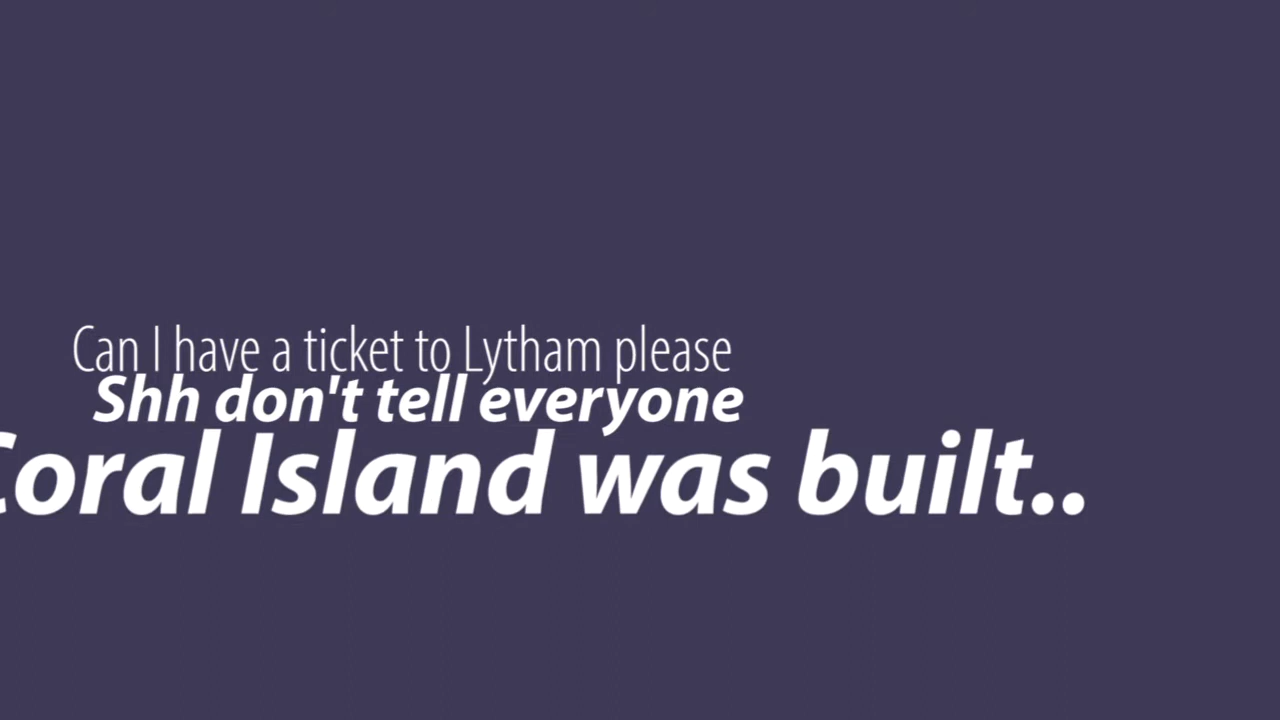 Can I have a ticket to Lytham please
Shh don't tell everyone
Coral Island was built..